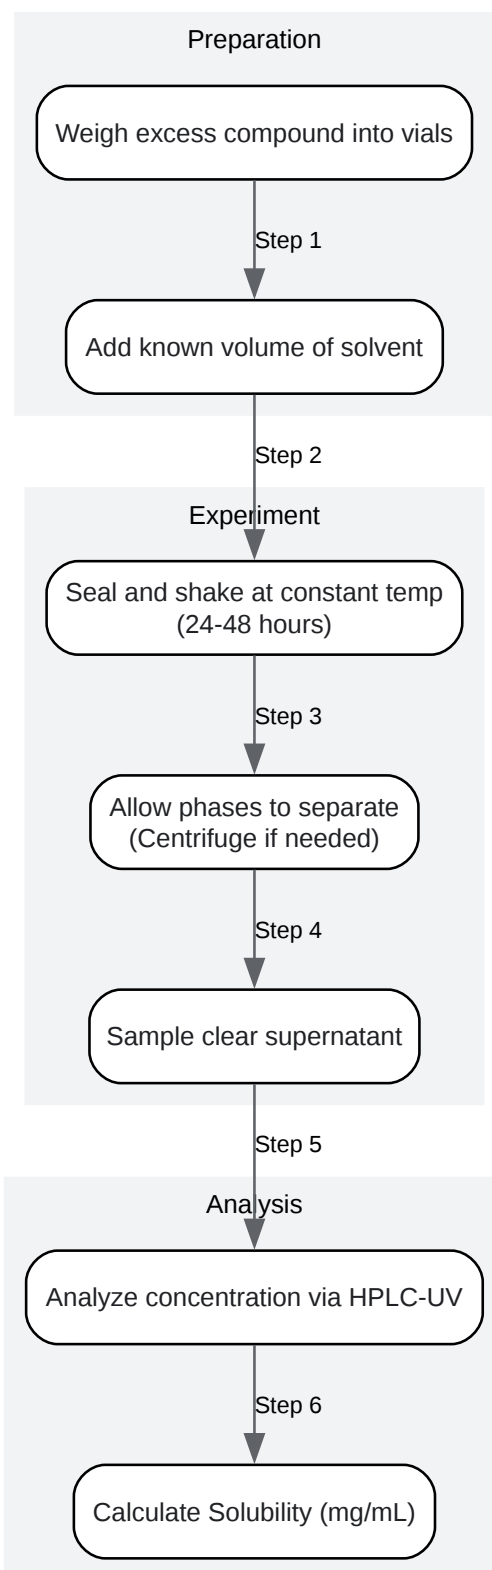 Preparation
Weigh excess compound into vials
Step 1
Add known volume of solvent
Step 2
Experiment
Seal and shake at constant temp
(24-48 hours)
Step 3
Allow phases to separate
(Centrifuge if needed)
Step 4
Sample clear supernatant
Step 5
Analysis
Analyze concentration via HPLC-UV
Step 6
Calculate Solubility (mg/mL)